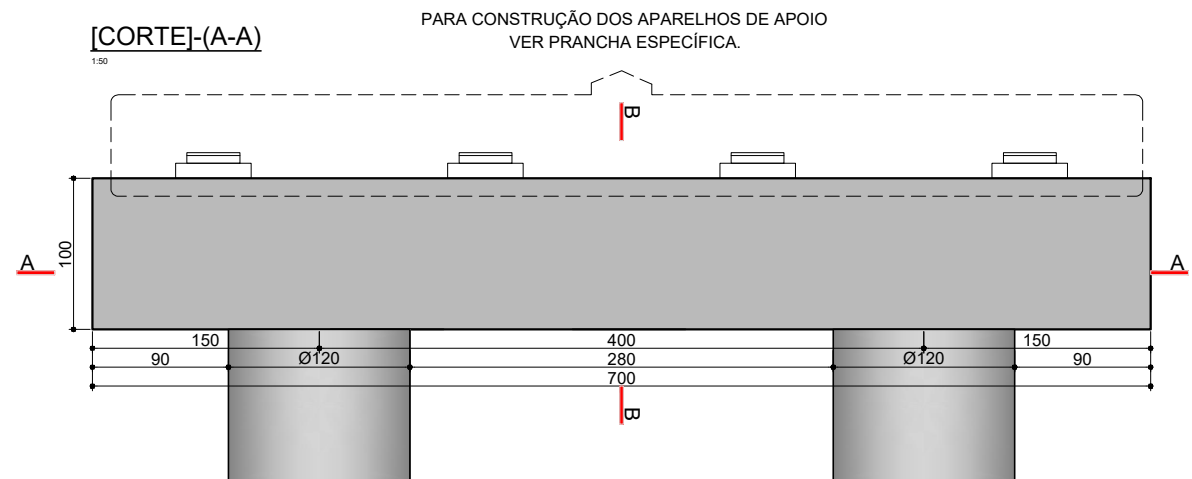 PARA CONSTRUÇÃO DOS APARELHOS DE APOIO
VER PRANCHA ESPECÍFICA.
[CORTE]-(A-A)
1:50
B
A
100
A
150
400
150
90
Ø120
280
Ø120
90
700
B